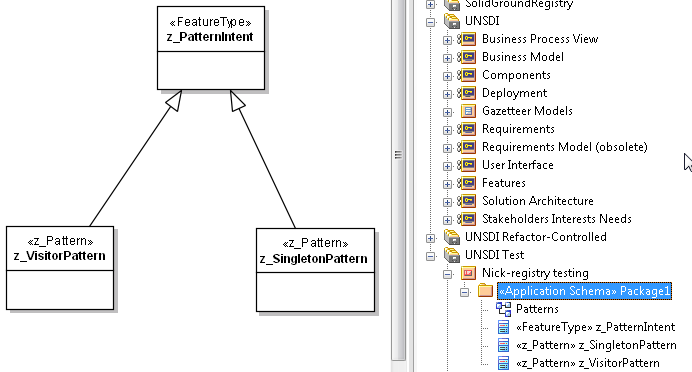 «FeatureType»
z_PatternIntent
«z_Pattern»
z_VisitorPattern
«z_Pattern»
z_SingletonPattern
SolidGroundRegistry
UNSDI
Business Process View
Business Model
Components
Deployment
Gazetteer Models
Requirements
Requirements Model (obsolete)
User Interface
Features
Solution Architecture
Stakeholders Interests Needs
UNSDI Refactor-Controlled
UNSDI Test
Nick-registry testing
«Application Schema» Package1
Patterns
«FeatureType» z_PatternIntent
«z_Pattern» z_SingletonPattern
«z_Pattern» z_VisitorPattern